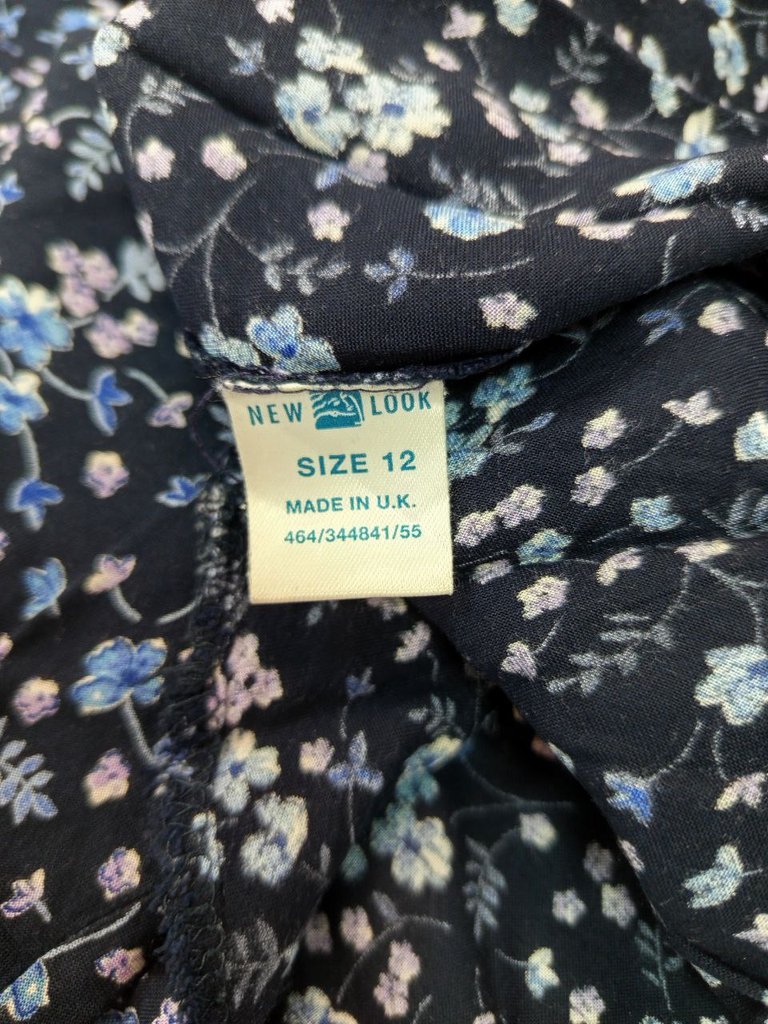 NEW LOOK
SIZE 12
MADE IN U.K.
464/344841/55